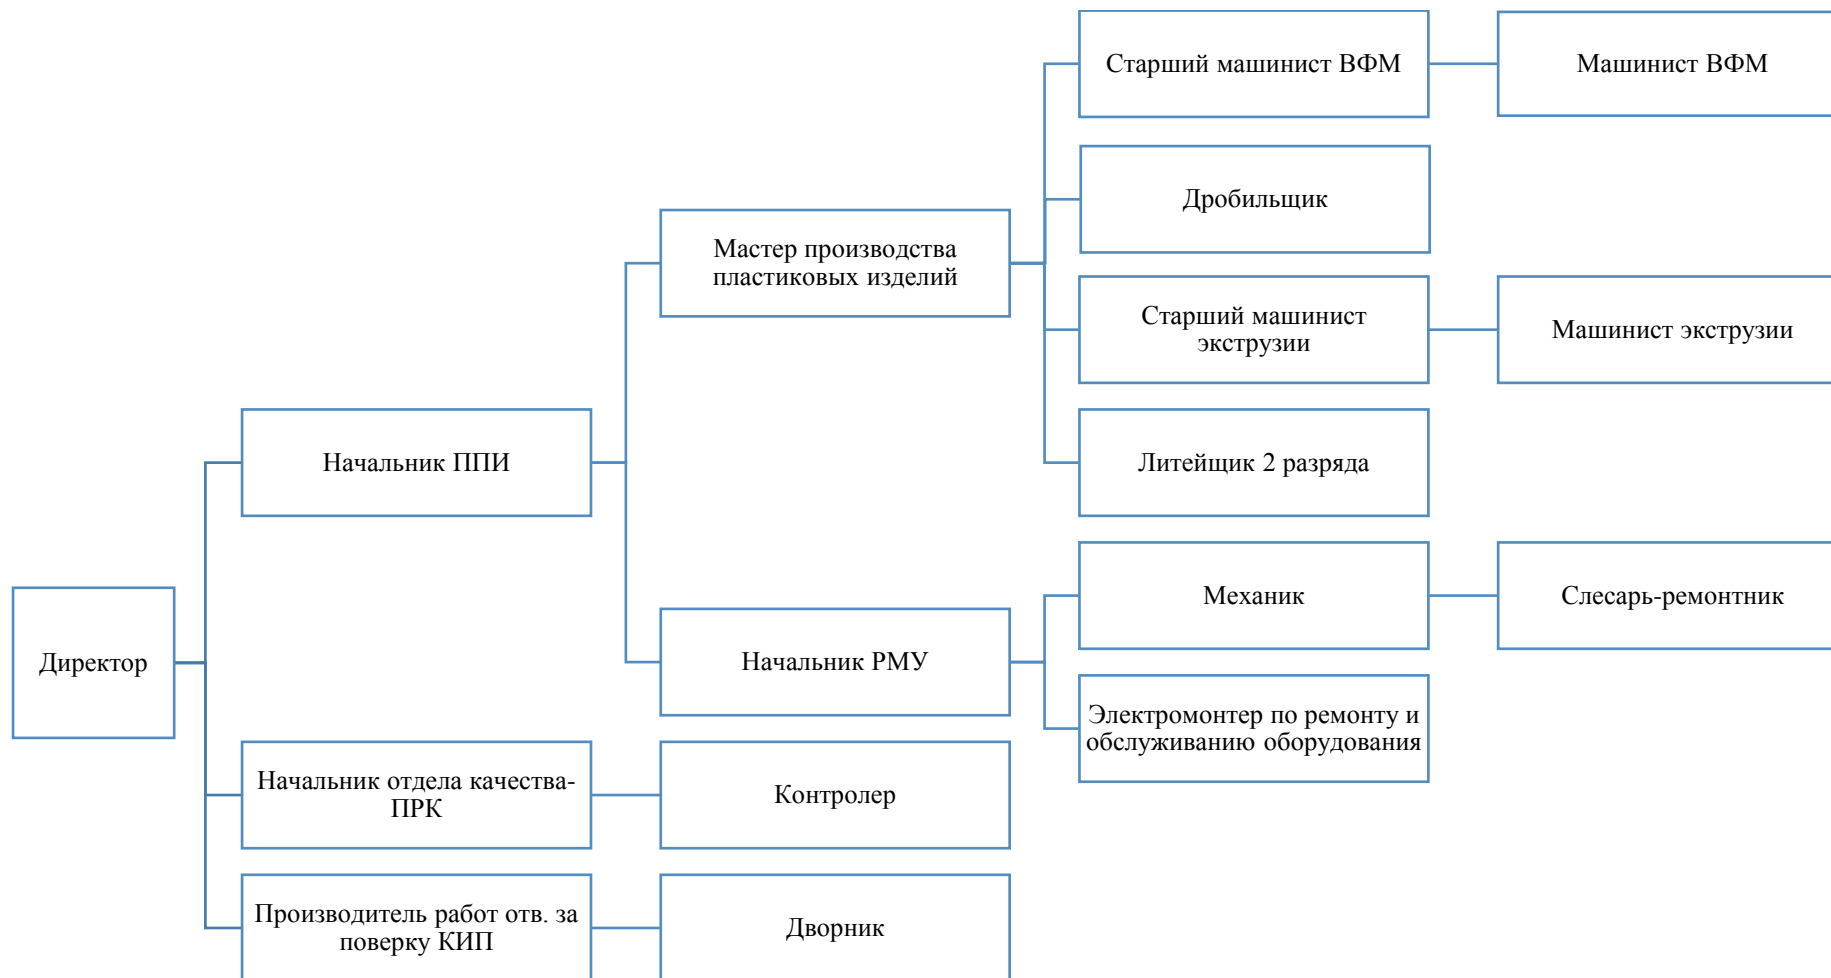 Старший машинист ВФМ
Машинист ВФМ
Дробильщик
Мастер производства
пластиковых изделий
Старший машинист
экструзии
Машинист экструзии
Начальник ППИ
Литейщик 2 разряда
Механик
Слесарь-ремонтник
Директор
Начальник РМУ
Электромонтер по ремонту и
обслуживанию оборудования
Начальник отдела качества-
ПРК
Контролер
Производитель работ отв. за
поверку КИП
Дворник